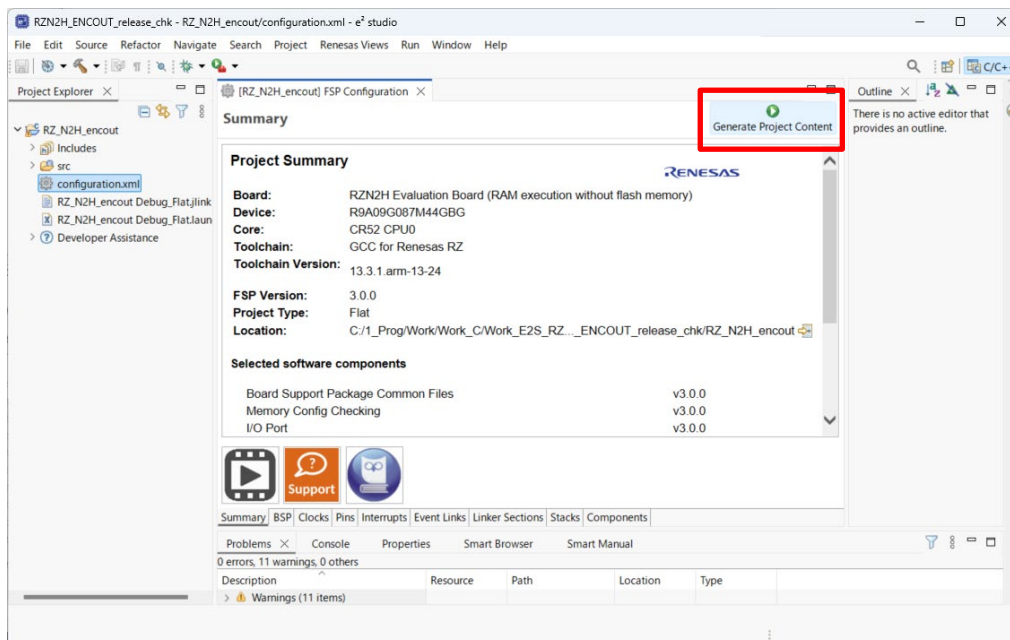 RZN2H_ENCOUT_release_chk - RZ_N2H_encout/configuration.xml - e² studio
File Edit Source Refactor Navigate Search Project Renesas Views Run Window Help
C/C+
Project Explorer
[RZ_N2H_encout] FSP Configuration
Outline
RZ_N2H_encout
Includes
src
configuration.xml
RZ_N2H_encout Debug_Flat.jlink
RZ_N2H_encout Debug_Flat.laun
Developer Assistance
Summary
Generate Project Content
There is no active editor that
provides an outline.
Project Summary
RENESAS
Board: RZN2H Evaluation Board (RAM execution without flash memory)
Device: R9A09G087M44GBG
Core: CR52 CPU0
Toolchain: GCC for Renesas RZ
Toolchain Version: 13.3.1.arm-13-24
FSP Version: 3.0.0
Project Type: Flat
Location: C:/1_Prog/Work/Work_C/Work_E2S_RZ..._ENCOUT_release_chk/RZ_N2H_encout
Selected software components
Board Support Package Common Files v3.0.0
Memory Config Checking v3.0.0
I/O Port v3.0.0
Support
Summary BSP Clocks Pins Interrupts Event Links Linker Sections Stacks Components
Problems Console Properties Smart Browser Smart Manual
0 errors, 11 warnings, 0 others
Description Resource Path Location Type
Warnings (11 items)